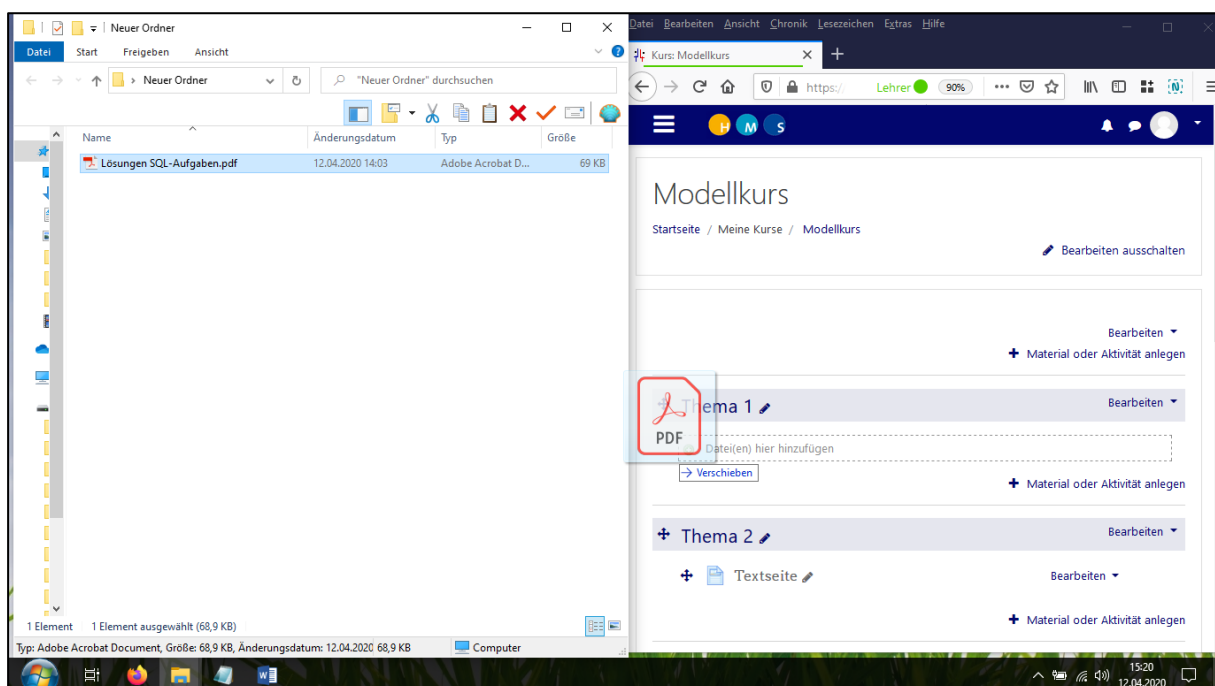 Neuer Ordner
Datei Start Freigeben Ansicht
Neuer Ordner
"Neuer Ordner" durchsuchen
Name Änderungsdatum Typ Größe
Lösungen SQL-Aufgaben.pdf 12.04.2020 14:03 Adobe Acrobat D... 69 KB
1 Element 1 Element ausgewählt (68,9 KB)
Typ: Adobe Acrobat Document, Größe: 68,9 KB, Änderungsdatum: 12.04.2020 68,9 KB Computer
Datei Bearbeiten Ansicht Chronik Lesezeichen Extras Hilfe
Kurs: Modellkurs
https:/ Lehrer 90%
H M S
Modellkurs
Startseite / Meine Kurse / Modellkurs
Bearbeiten ausschalten
Bearbeiten
Material oder Aktivität anlegen
Thema 1 Bearbeiten
PDF
Datei(en) hier hinzufügen
Verschieben
Material oder Aktivität anlegen
Thema 2 Bearbeiten
Textseite Bearbeiten
Material oder Aktivität anlegen
15:20
12.04.2020